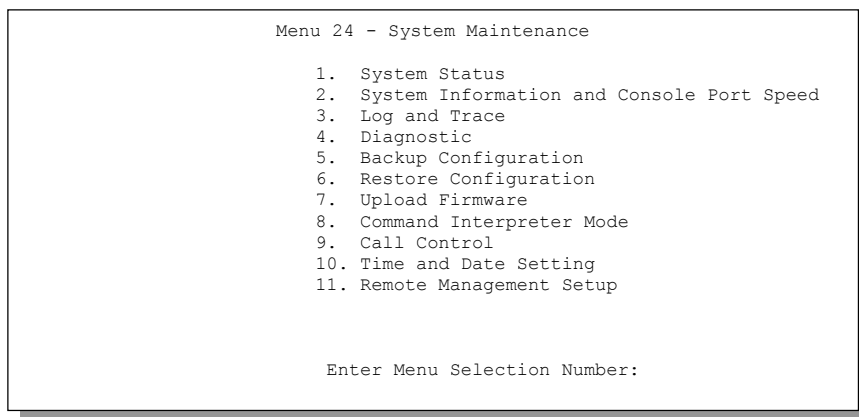 Menu 24 - System Maintenance
1. System Status
2. System Information and Console Port Speed
3. Log and Trace
4. Diagnostic
5. Backup Configuration
6. Restore Configuration
7. Upload Firmware
8. Command Interpreter Mode
9. Call Control
10. Time and Date Setting
11. Remote Management Setup
Enter Menu Selection Number: